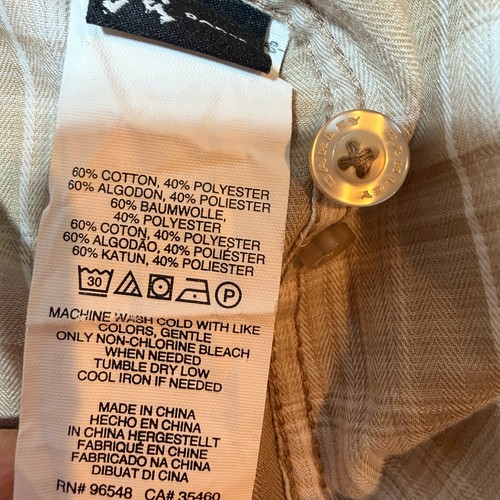 60% COTTON, 40% POLYESTER
60% ALGODON, 40% POLIESTER
60% BAUMWOLLE,
40% POLYESTER
60% COTON, 40% POLYESTER
60% ALGODÃO, 40% POLIÉSTER
60% KATUN, 40% POLIESTER
30 P
MACHINE WASH COLD WITH LIKE
COLORS, GENTLE
ONLY NON-CHLORINE BLEACH
WHEN NEEDED
TUMBLE DRY LOW
COOL IRON IF NEEDED
MADE IN CHINA
HECHO EN CHINA
IN CHINA HERGESTELLT
FABRIQUÉ EN CHINE
FABRICADO NA CHINA
DIBUAT DI CINA
RN# 96548 CA# 35460
OAKLEY OAKLEY